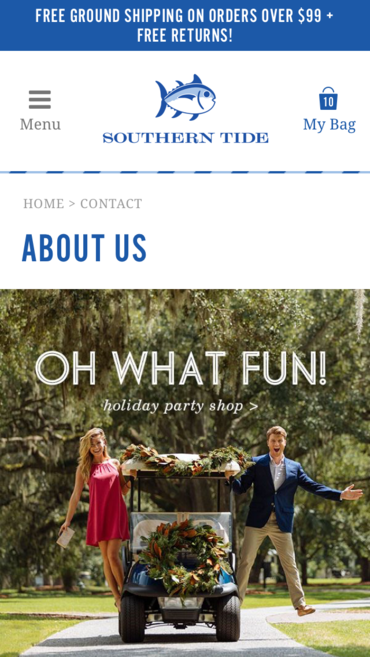 FREE GROUND SHIPPING ON ORDERS OVER $99 +
FREE RETURNS!
Menu
SOUTHERN TIDE
10
My Bag
HOME > CONTACT
ABOUT US
OH WHAT FUN!
holiday party shop >